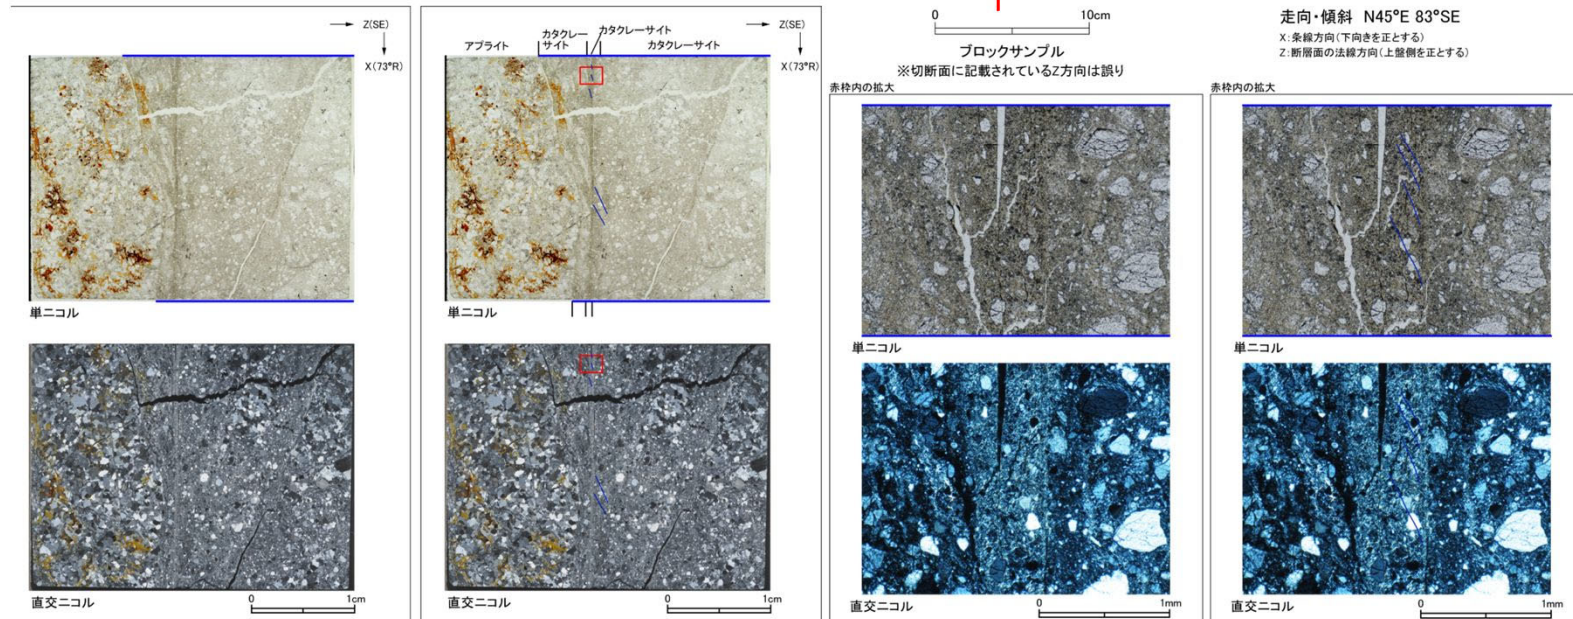 Z(SE)
X(73°R)
単ニコル
直交ニコル
0 1cm
Z(SE)
X(73°R)
アプライト
カタクレーサイト
カタクレーサイト
カタクレーサイト
単ニコル
直交ニコル
0 1cm
0 10cm
ブロックサンプル
※切断面に記載されているZ方向は誤り
走向・傾斜 N45°E 83°SE
X:条線方向(下向きを正とする)
Z:断層面の法線方向(上盤側を正とする)
赤枠内の拡大
単ニコル
直交ニコル
0 1mm
赤枠内の拡大
単ニコル
直交ニコル
0 1mm